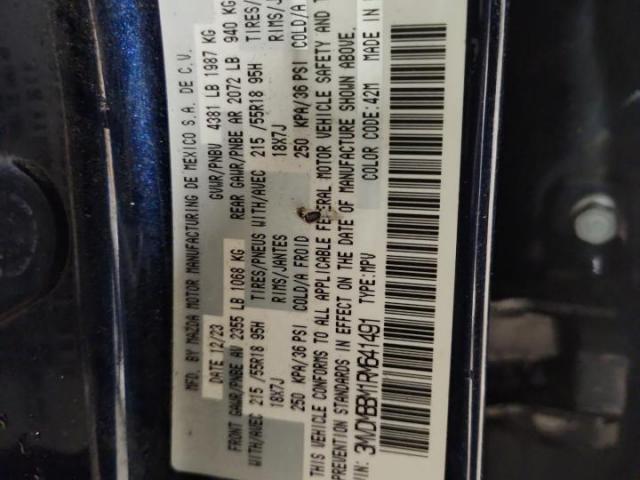 MFD. BY MAZDA MOTOR MANUFACTURING DE MEXICO S.A. DE C.V.
DATE 12/23 GVWR/PNBV 4381 LB 1987 KG
FRONT GAWR/PNBE AV 2355 LB 1068 KG REAR GAWR/PNBE AR 2072 LB 940 KG
WITH/AVEC 215 /55R18 95H TIRES/PNEUS WITH/AVEC 215 /55R18 95H TIRES/
18X7J RIMS/JANTES 18X7J RIMS/J
250 KPA/36 PSI COLD/A FROID 250 KPA/36 PSI COLD/A
THIS VEHICLE CONFORMS TO ALL APPLICABLE FEDERAL MOTOR VEHICLE SAFETY AND
PREVENTION STANDARDS IN EFFECT ON THE DATE OF MANUFACTURE SHOWN ABOVE.
VIN: 3MVDMBBM1RM641491 TYPE:MPV COLOR CODE:42M MADE IN